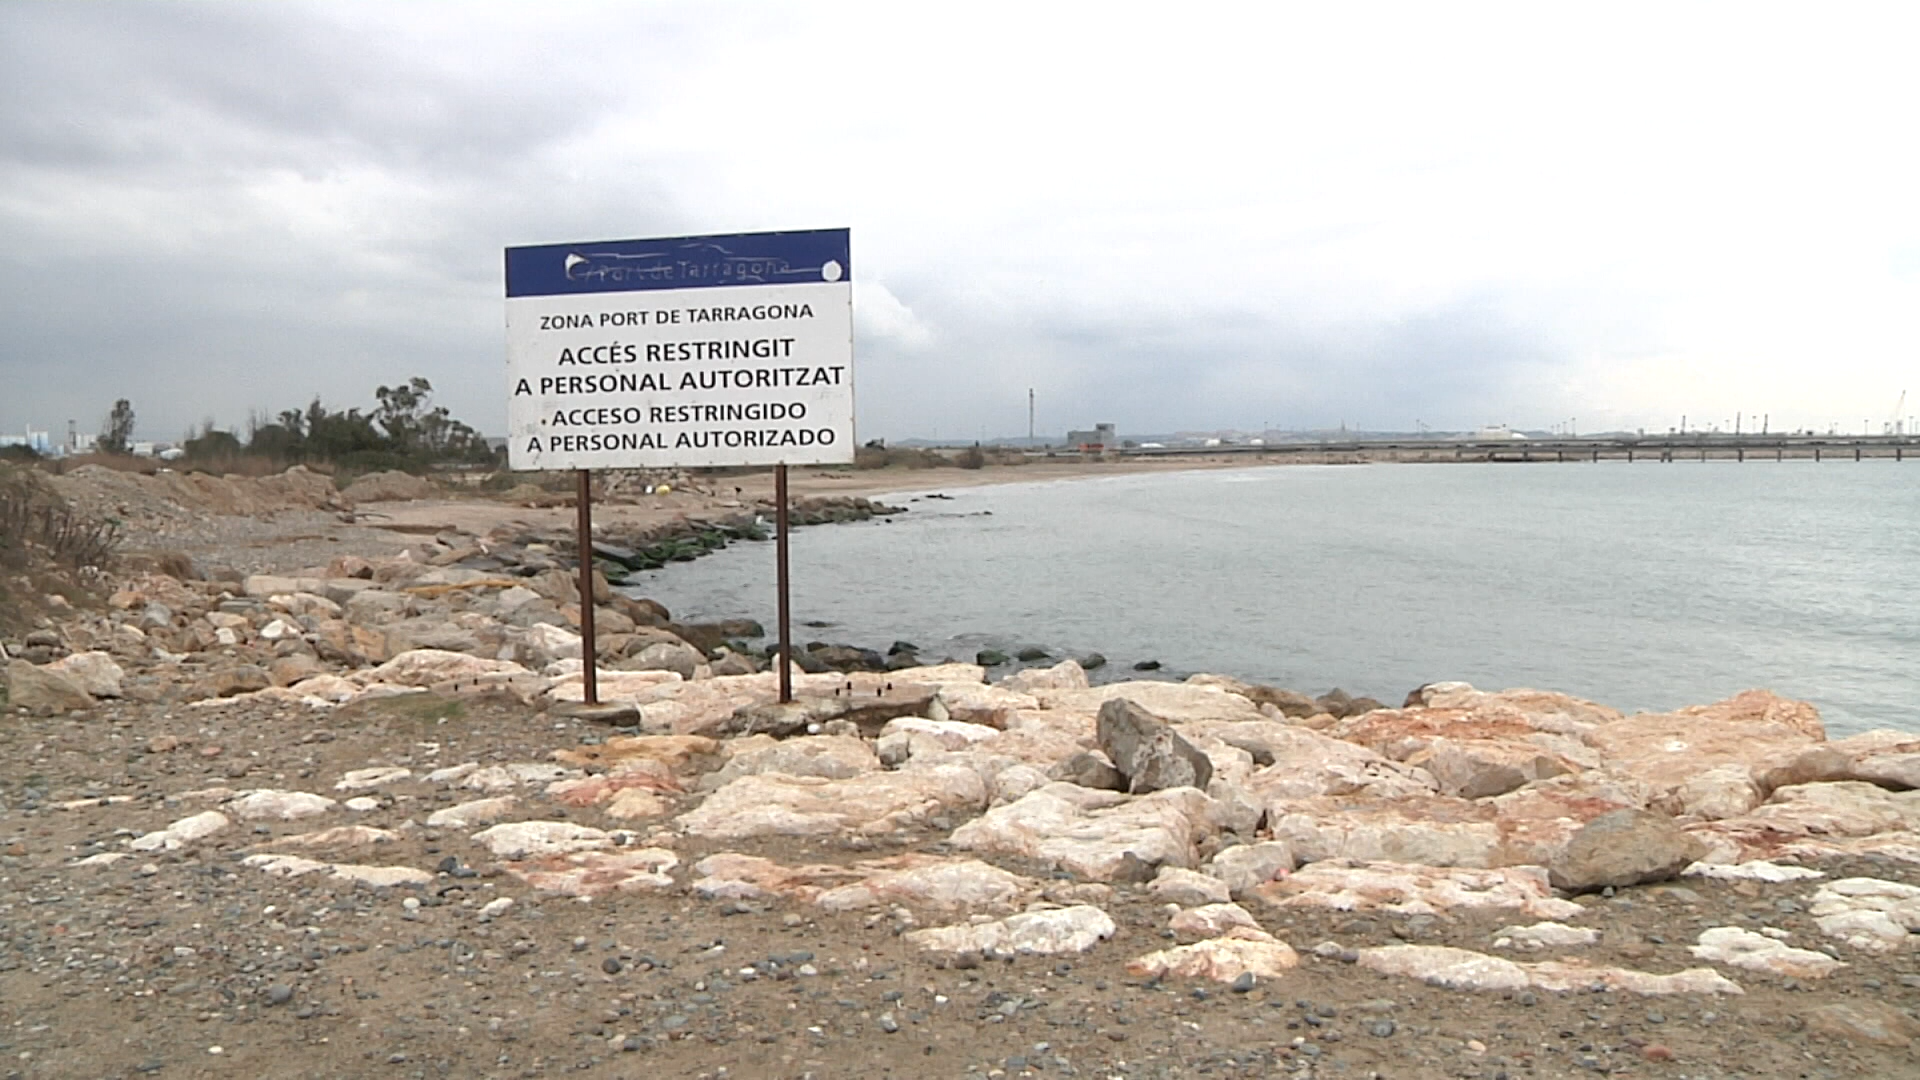 Port de Tarragona
ZONA PORT DE TARRAGONA
ACCÉS RESTRINGIT
A PERSONAL AUTORITZAT
ACCESO RESTRINGIDO
A PERSONAL AUTORIZADO